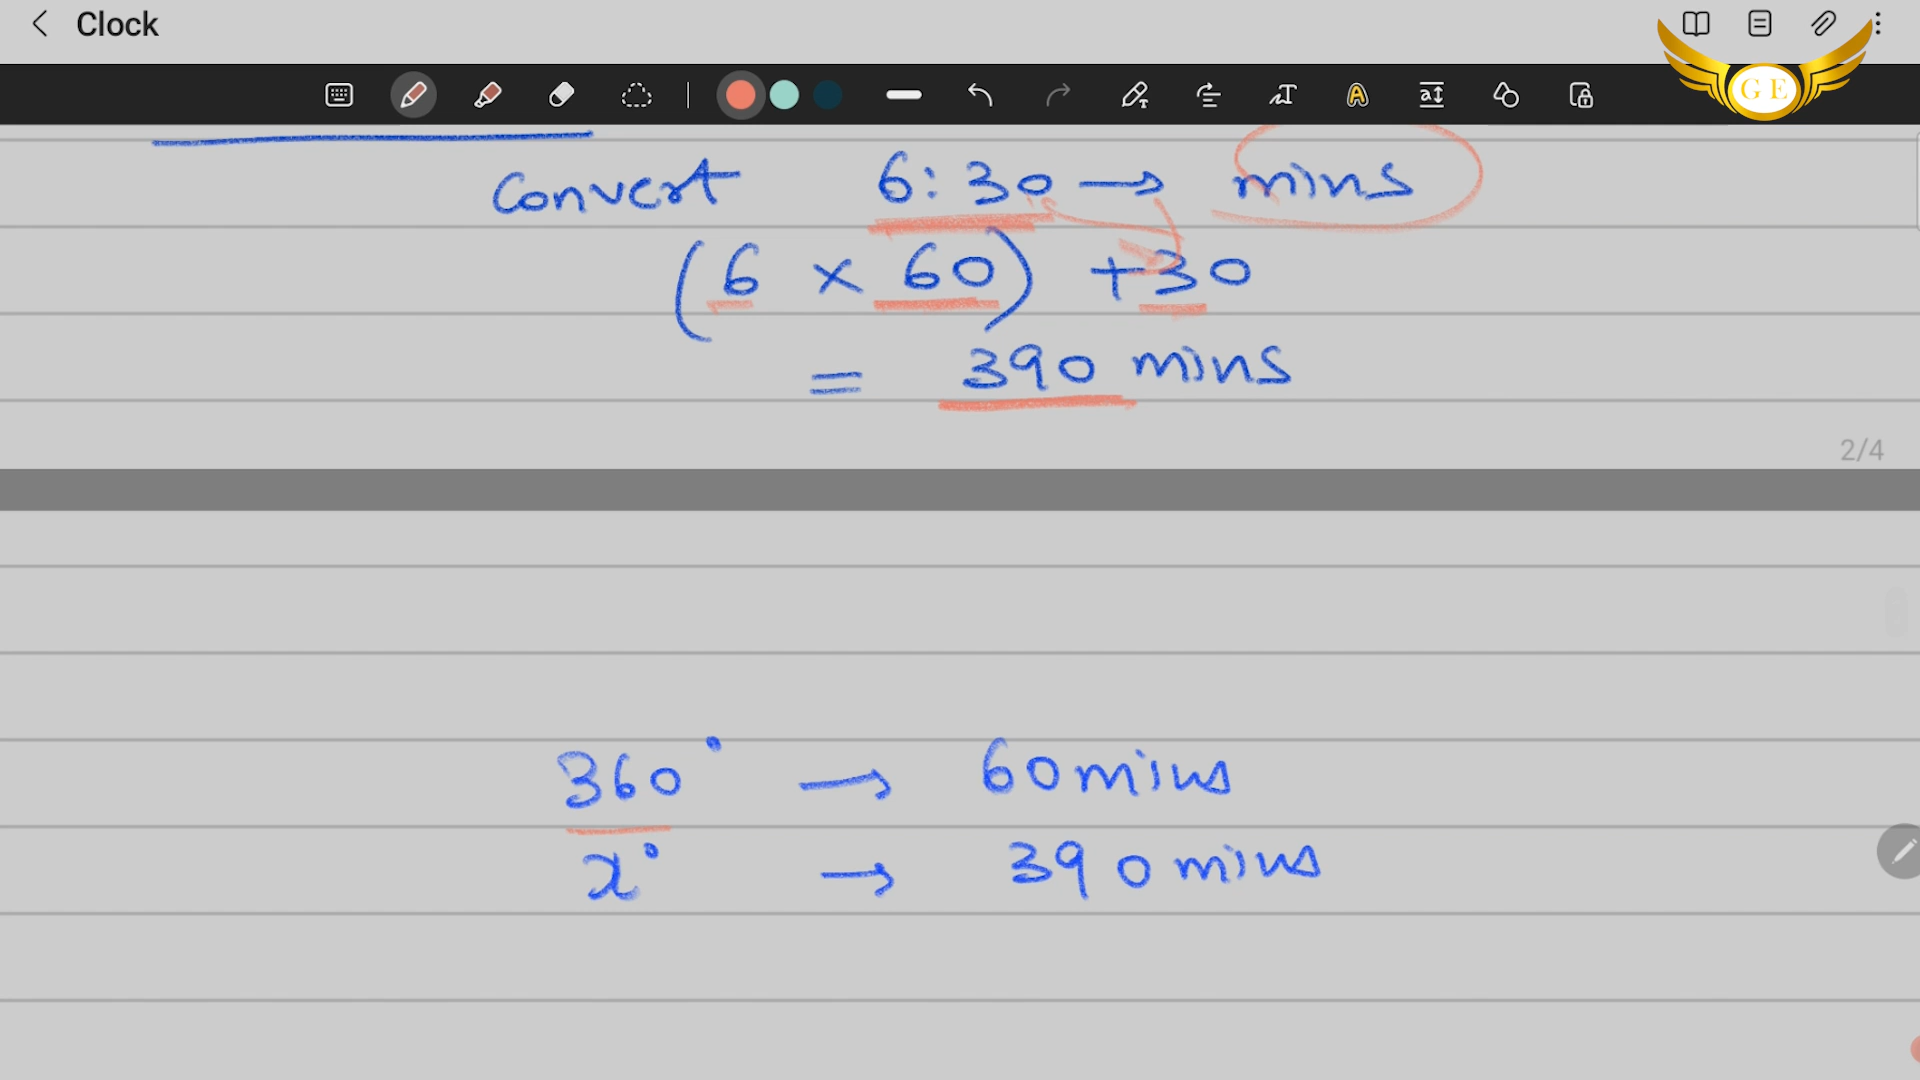 Clock
G E
convert 6:30 → mins
(6 × 60) + 30
= 390 mins
2/4
360° → 60 mins
x° → 390 mins